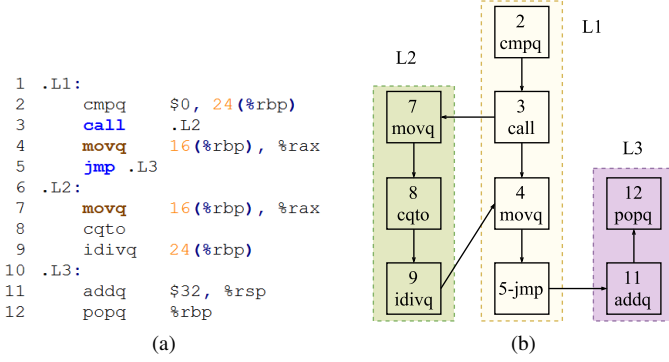 1 .L1:
2 cmpq $0, 24(%rbp)
3 call .L2
4 movq 16(%rbp), %rax
5 jmp .L3
6 .L2:
7 movq 16(%rbp), %rax
8 cqto
9 idivq 24(%rbp)
10 .L3:
11 addq $32, %rsp
12 popq %rbp
(a)
L1
2
cmpq
3
call
4
movq
5-jmp
L2
7
movq
8
cqto
9
idivq
L3
12
popq
11
addq
(b)